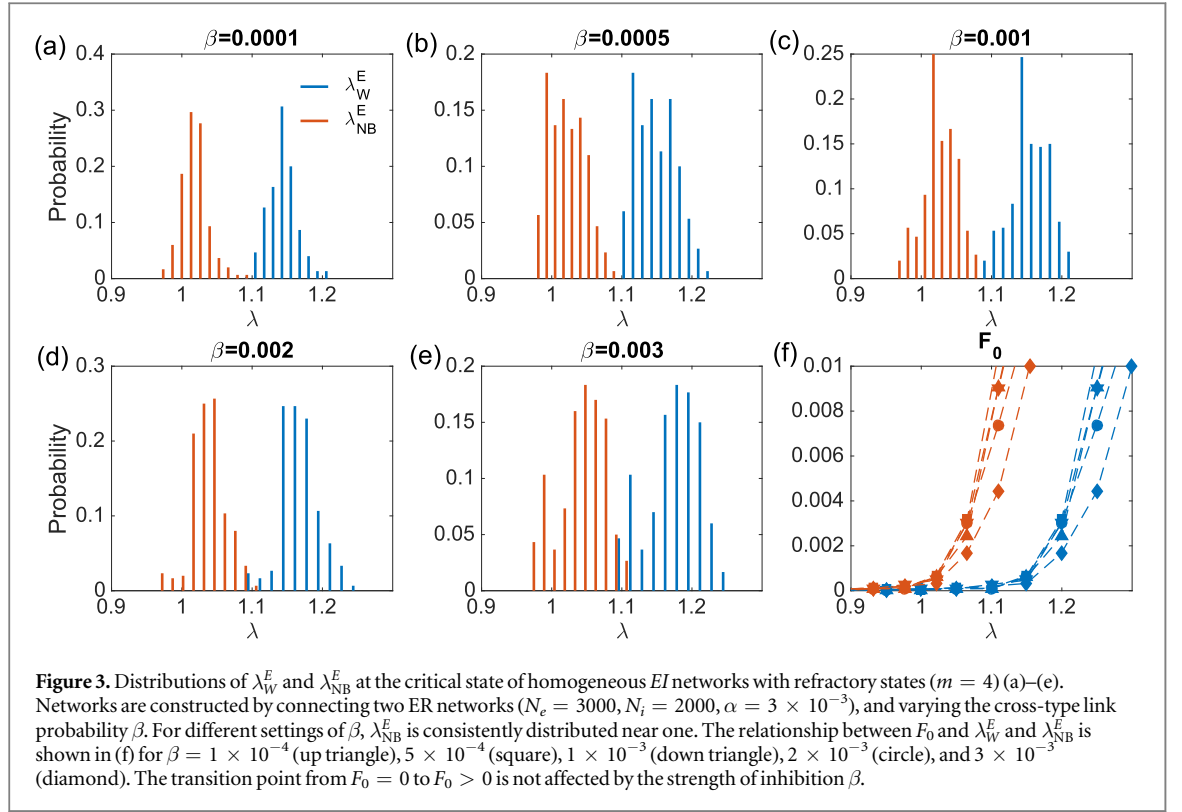 (a)
β=0.0001
0.4
0.3
0.2
0.1
0
Probability
0.9
1
1.1
1.2
λ
λ_W^E
λ_NB^E
(b)
β=0.0005
0.2
0.15
0.1
0.05
0
0.9
1
1.1
1.2
λ
(c)
β=0.001
0.25
0.2
0.15
0.1
0.05
0
0.9
1
1.1
1.2
λ
(d)
β=0.002
0.3
0.2
0.1
0
Probability
0.9
1
1.1
1.2
λ
(e)
β=0.003
0.2
0.15
0.1
0.05
0
0.9
1
1.1
1.2
λ
(f)
F_0
0.01
0.008
0.006
0.004
0.002
0
0.9
1
1.1
1.2
λ
Figure 3. Distributions of λ_W^E and λ_NB^E at the critical state of homogeneous EI networks with refractory states (m = 4) (a)–(e).
Networks are constructed by connecting two ER networks (N_e = 3000, N_i = 2000, α = 3 × 10^−3), and varying the cross-type link
probability β. For different settings of β, λ_NB^E is consistently distributed near one. The relationship between F_0 and λ_W^E and λ_NB^E is
shown in (f) for β = 1 × 10^−4 (up triangle), 5 × 10^−4 (square), 1 × 10^−3 (down triangle), 2 × 10^−3 (circle), and 3 × 10^−3
(diamond). The transition point from F_0 = 0 to F_0 > 0 is not affected by the strength of inhibition β.